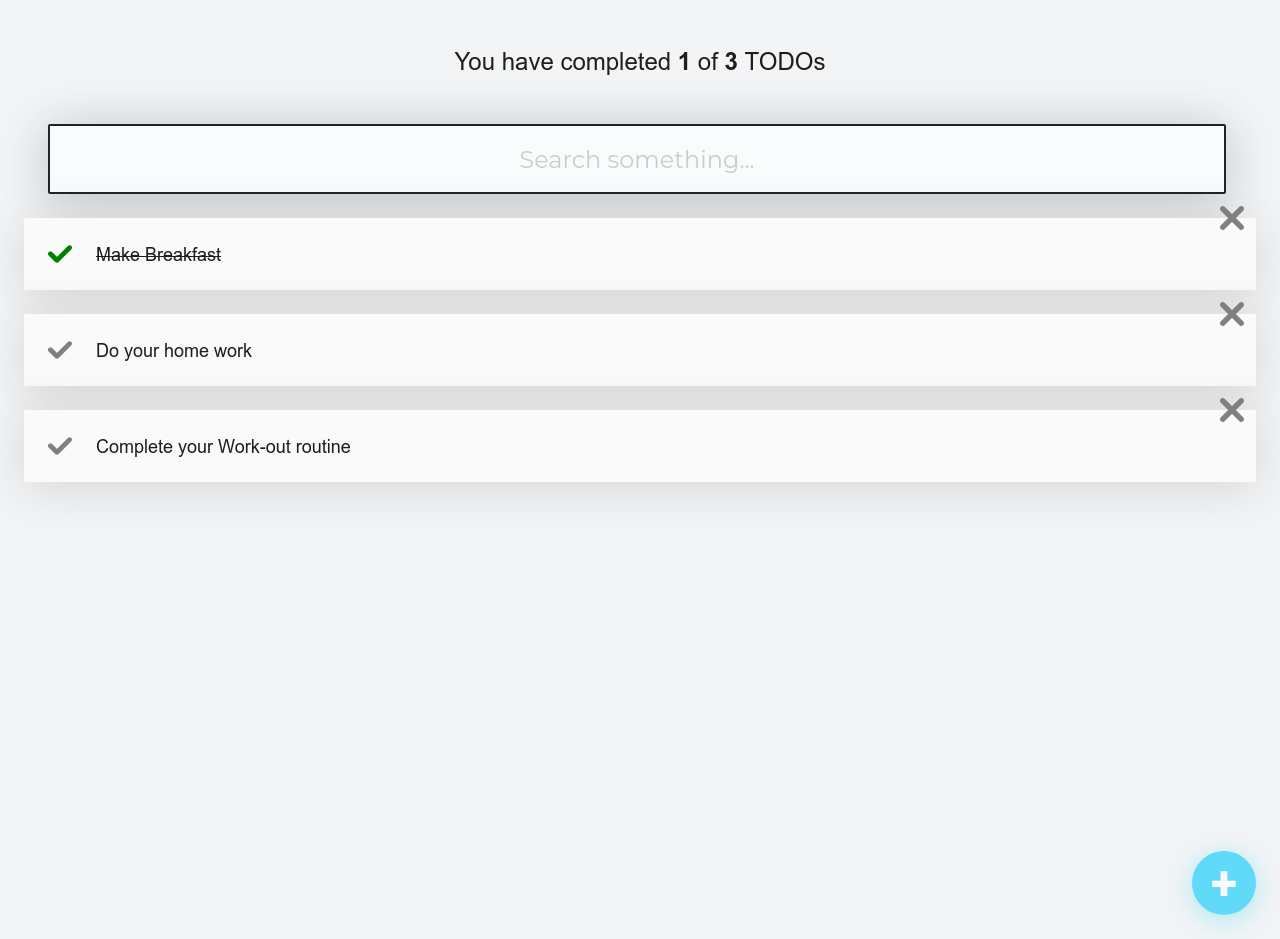 You have completed 1 of 3 TODOs
Search something...
Make Breakfast
Do your home work
Complete your Work-out routine